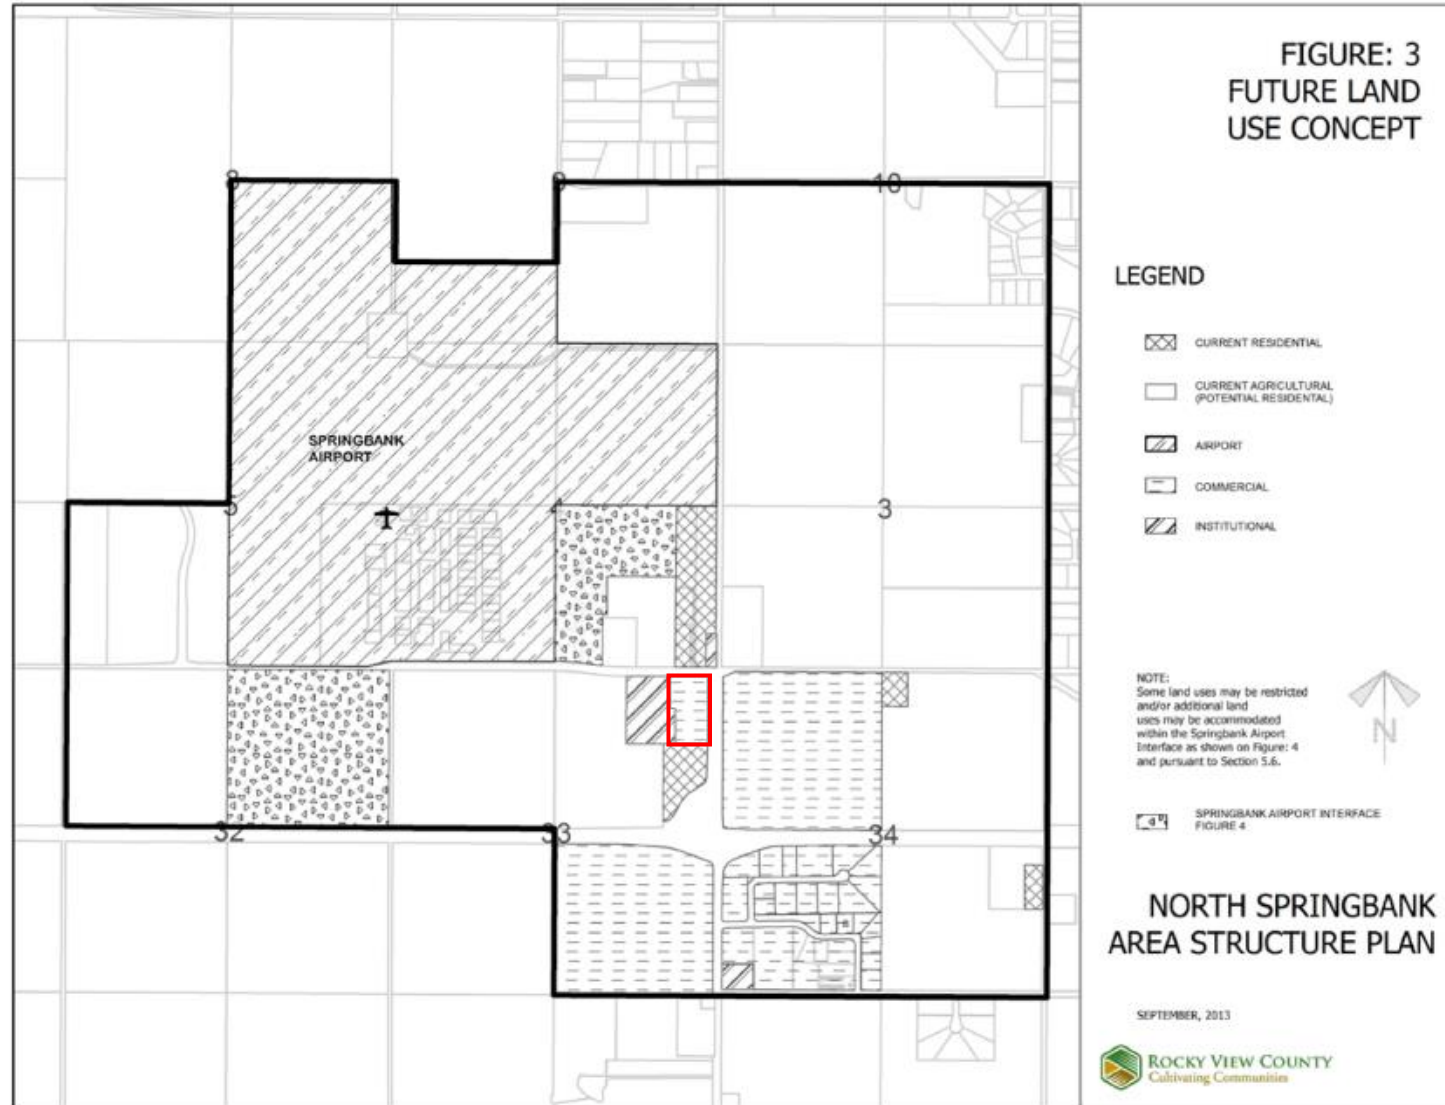 FIGURE: 3
FUTURE LAND
USE CONCEPT
8
9
10
LEGEND
CURRENT RESIDENTIAL
CURRENT AGRICULTURAL
(POTENTIAL RESIDENTAL)
SPRINGBANK
AIRPORT
AIRPORT
COMMERCIAL
5
4
3
INSTITUTIONAL
NOTE:
Some land uses may be restricted
and/or additional land
uses may be accommodated
within the Springbank Airport
Interface as shown on Figure: 4
and pursuant to Section 5.6.
N
SPRINGBANK AIRPORT INTERFACE
FIGURE 4
32
33
34
NORTH SPRINGBANK
AREA STRUCTURE PLAN
SEPTEMBER, 2013
ROCKY VIEW COUNTY
Cultivating Communities